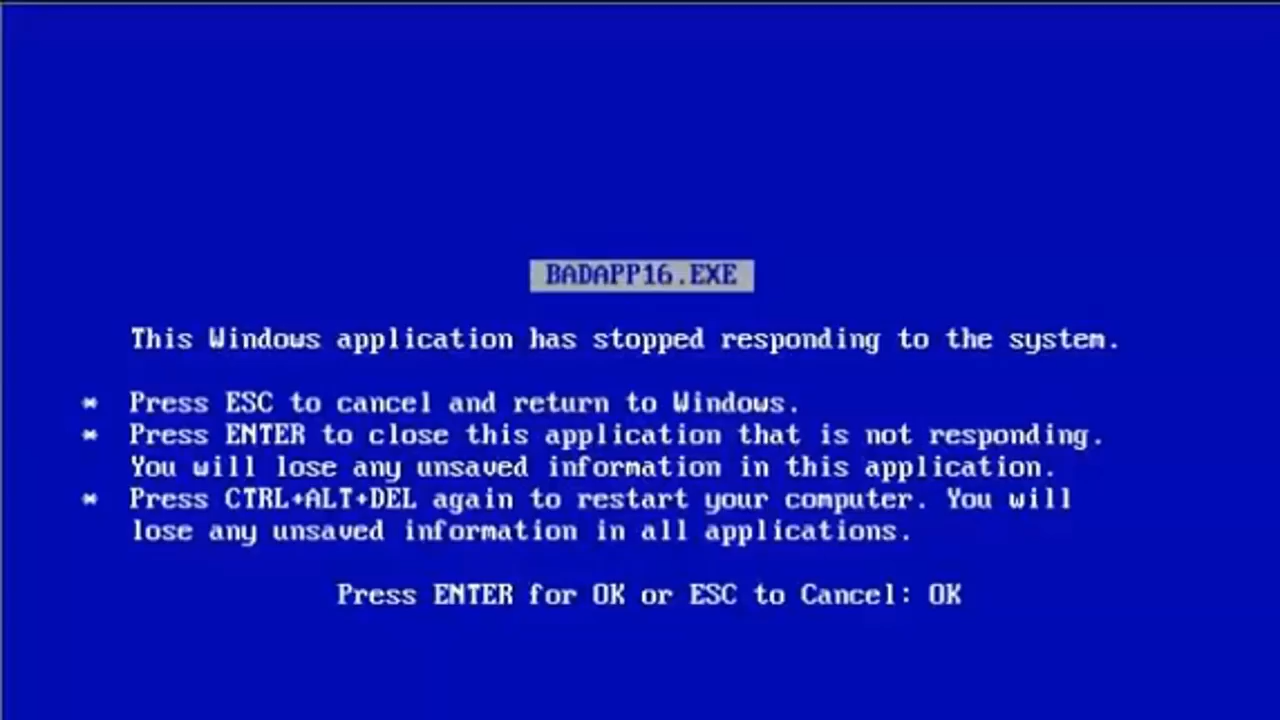 BADAPP16.EXE
This Windows application has stopped responding to the system.
* Press ESC to cancel and return to Windows.
* Press ENTER to close this application that is not responding.
You will lose any unsaved information in this application.
* Press CTRL+ALT+DEL again to restart your computer. You will
lose any unsaved information in all applications.
Press ENTER for OK or ESC to Cancel: OK